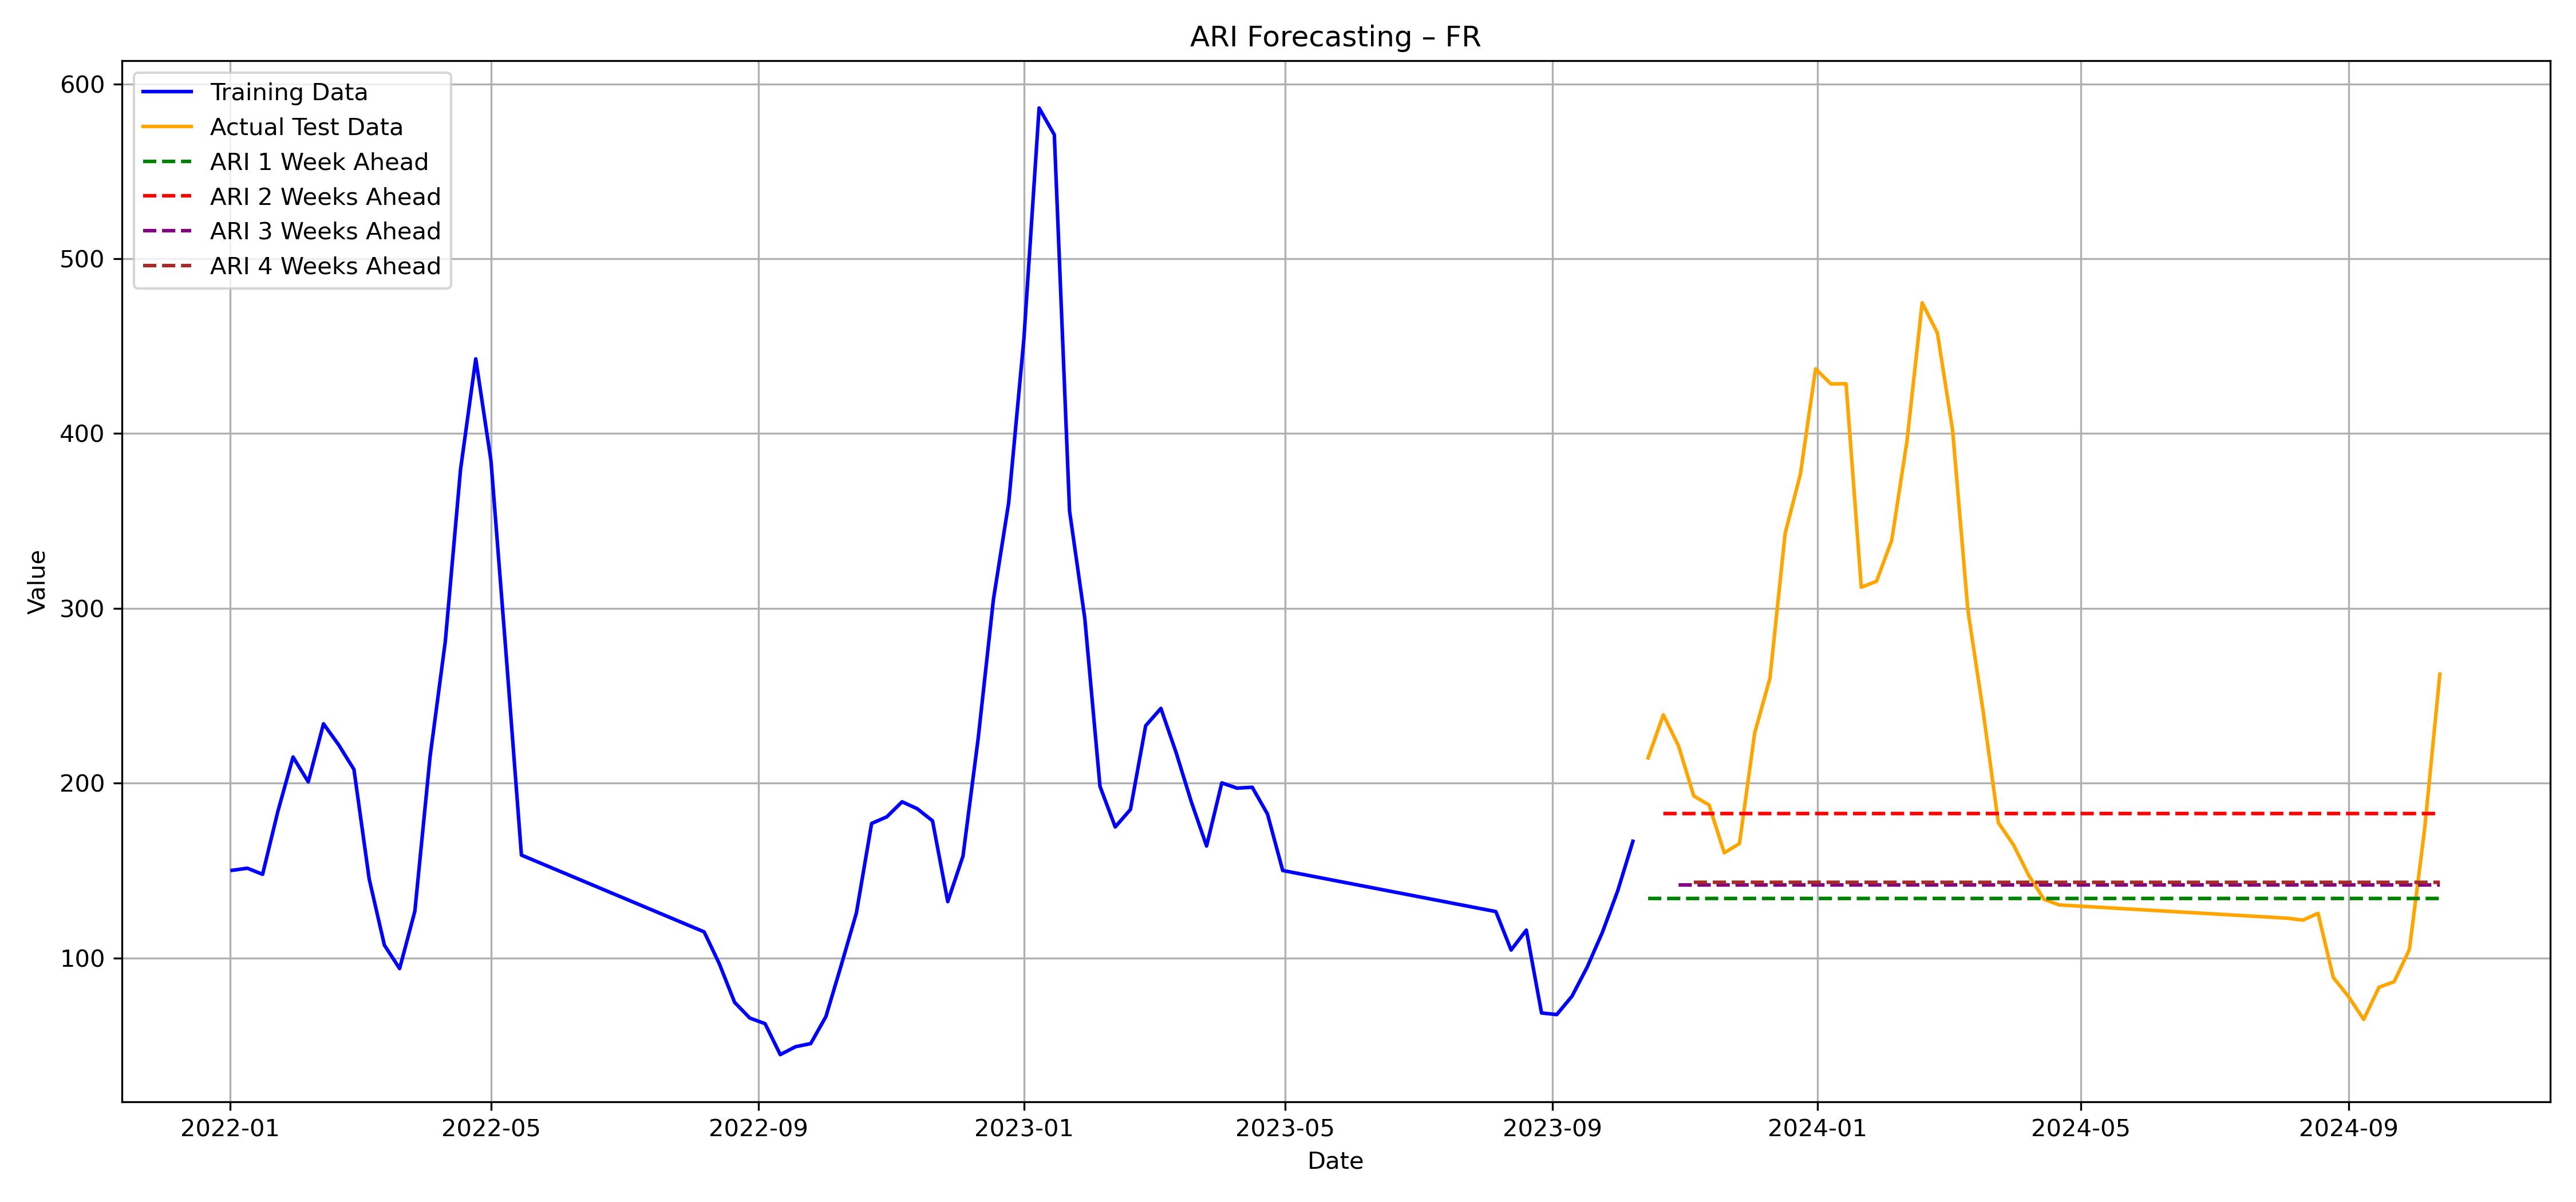 ARI Forecasting – FR
Training Data
Actual Test Data
ARI 1 Week Ahead
ARI 2 Weeks Ahead
ARI 3 Weeks Ahead
ARI 4 Weeks Ahead
600
500
400
300
200
100
Value
2022-01 2022-05 2022-09 2023-01 2023-05 2023-09 2024-01 2024-05 2024-09
Date